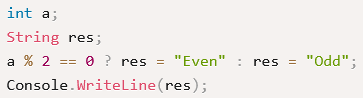 int a;
String res;
a % 2 == 0 ? res = "Even" : res = "Odd";
Console.WriteLine(res);